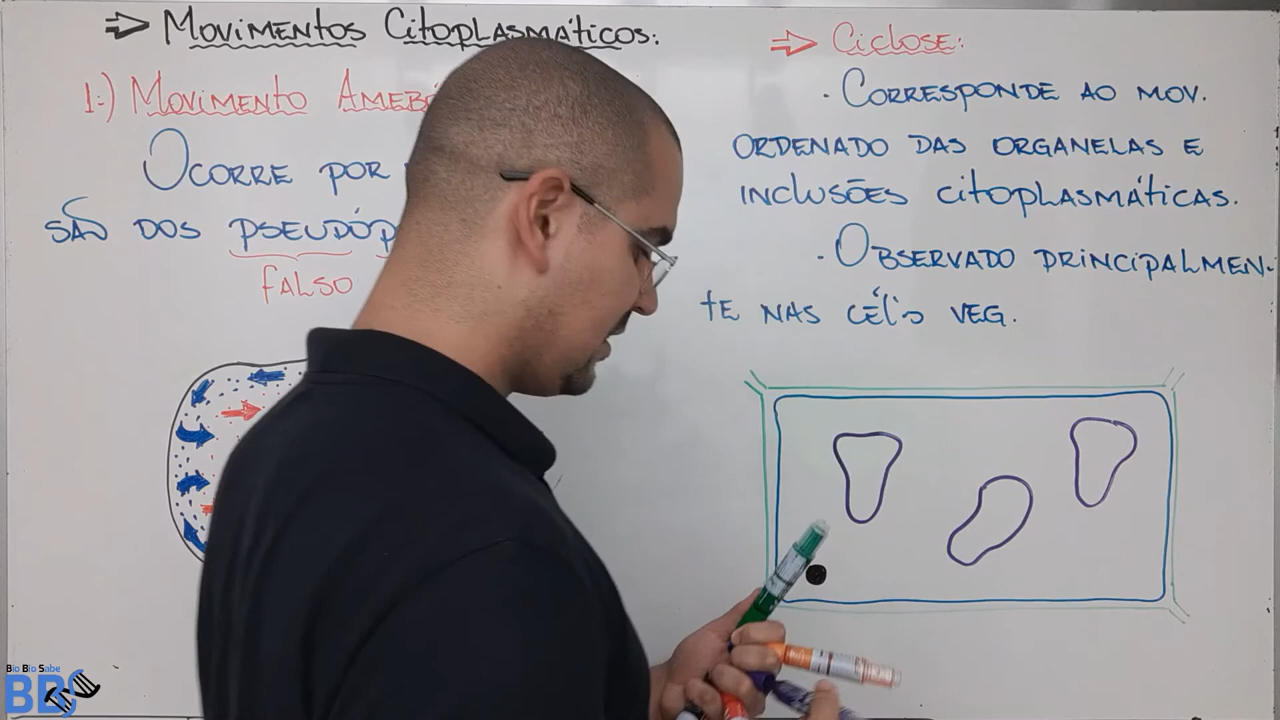 ⇒ Movimentos Citoplasmáticos:
1.) Movimento
Ocorre por
são dos pseudóp
falso
⇒ Ciclose:
. Corresponde ao mov.
ordenado das organelas e
inclusões citoplasmáticas.
. Observado principalmen-
te nas cél's veg.
Bio Bio Sabe
BBS